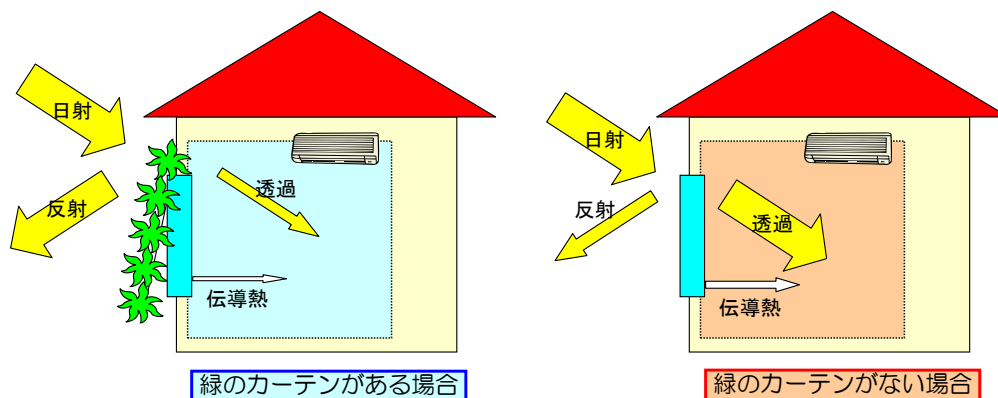 日射
反射
透過
伝導熱
緑のカーテンがある場合
日射
反射
透過
伝導熱
緑のカーテンがない場合